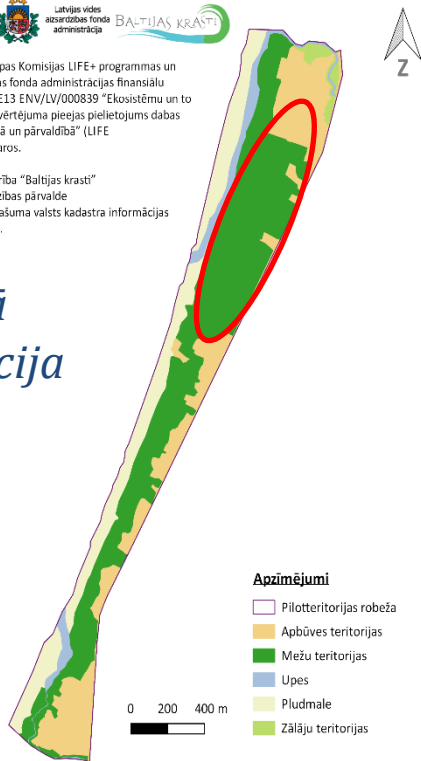 Latvijas vides
aizsardzības fonda
administrācija
BALTIJAS KRASTI
pas Komisijas LIFE+ programmas un
as fonda administrācijas finansiālu
E13 ENV/LV/000839 "Ekosistēmu un to
vērtējuma pieejas pielietojums dabas
ā un pārvaldībā" (LIFE
aros.
rība "Baltijas krasti"
zības pārvalde
ašuma valsts kadastra informācijas
ā
cija
Z
Apzīmējumi
Pilotteritorijas robeža
Apbūves teritorijas
Mežu teritorijas
Upes
Pludmale
Zālāju teritorijas
0 200 400 m